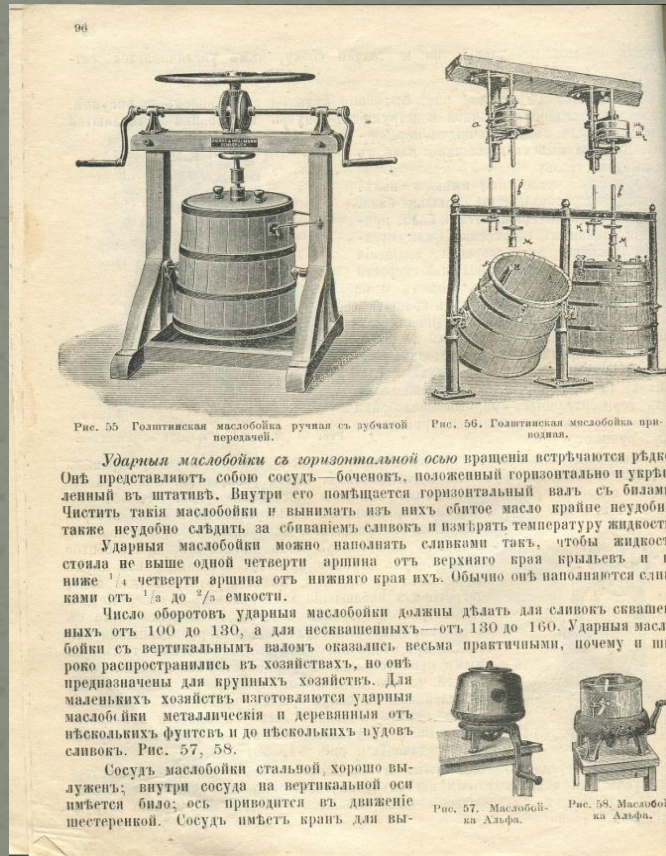 96
Рис. 55 Голштинская маслобойка ручная съ зубчатой
передачей.
Рис. 56. Голштинская маслобойка при-
водная.
Ударныя маслобойки съ горизонтальной осью вращенія встрѣчаются рѣдко
Онѣ представляютъ собою сосудъ—боченокъ, положенный горизонтально и укрѣп
ленный въ штативѣ. Внутри его помѣщается горизонтальный валъ съ билами
Чистить такія маслобойки и вынимать изъ нихъ сбитое масло крайне неудобн
также неудобно слѣдить за сбиваніемъ сливокъ и измѣрять температуру жидкост
Ударныя маслобойки можно наполнять сливками такъ, чтобы жидкост
стояла не выше одной четверти аршина отъ верхняго края крыльевъ и н
ниже 1/4 четверти аршина отъ нижняго края ихъ. Обычно онѣ наполняются слив
ками отъ 1/3 до 2/3 емкости.
Число оборотовъ ударныя маслобойки должны дѣлать для сливокъ сквашен
ныхъ отъ 100 до 130, а для несквашенныхъ—отъ 130 до 160. Ударныя масл
бойки съ вертикальнымъ валомъ оказались весьма практичными, почему и ши
роко распространились въ хозяйствахъ, но онѣ
предназначены для крупныхъ хозяйствъ. Для
маленькихъ хозяйствъ изготовляются ударныя
маслобойки металлическія и деревянныя отъ
нѣсколькихъ фунтовъ и до нѣсколькихъ пудовъ
сливокъ. Рис. 57, 58.
Сосудъ маслобойки стальной, хорошо вы-
луженъ; внутри сосуда на вертикальной оси
имѣется било; ось приводится въ движеніе
шестеренкой. Сосудъ имѣетъ кранъ для вы-
Рис. 57. Маслобой-
ка Альфа.
Рис. 58. Маслобой
ка Альфа.